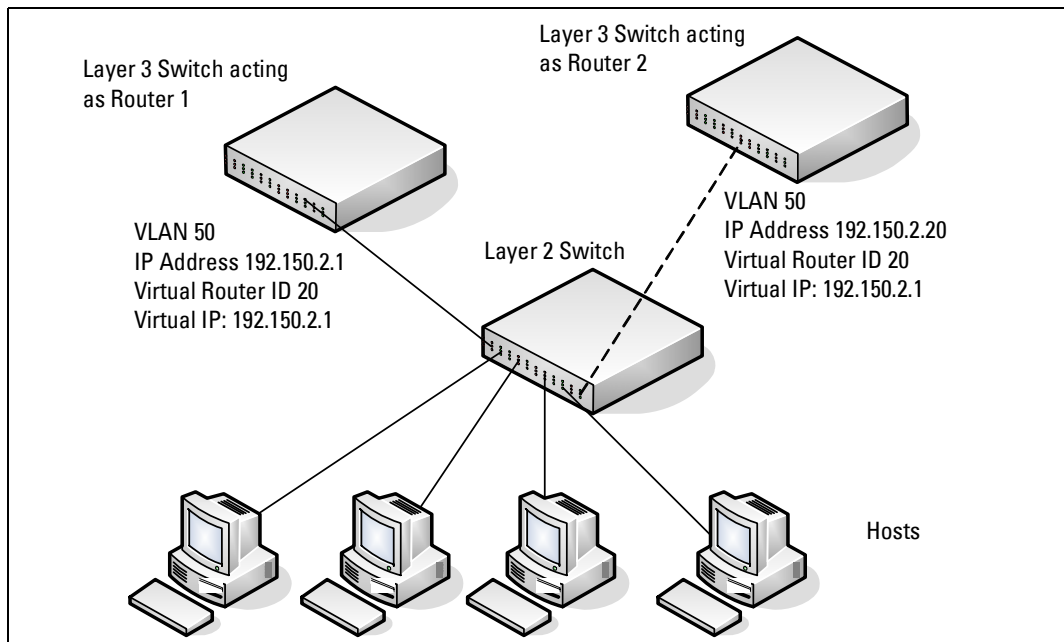 Layer 3 Switch acting
as Router 1
Layer 3 Switch acting
as Router 2
VLAN 50
IP Address 192.150.2.1
Virtual Router ID 20
Virtual IP: 192.150.2.1
Layer 2 Switch
VLAN 50
IP Address 192.150.2.20
Virtual Router ID 20
Virtual IP: 192.150.2.1
Hosts